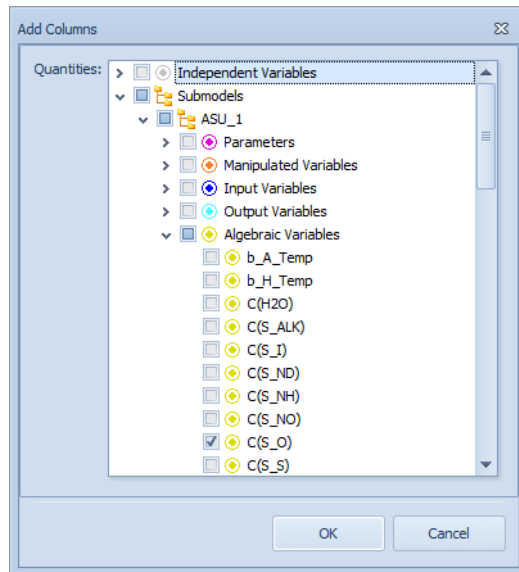 Add Columns
Quantities:
Independent Variables
Submodels
ASU_1
Parameters
Manipulated Variables
Input Variables
Output Variables
Algebraic Variables
b_A_Temp
b_H_Temp
C(H2O)
C(S_ALK)
C(S_I)
C(S_ND)
C(S_NH)
C(S_NO)
C(S_O)
C(S_S)
OK Cancel